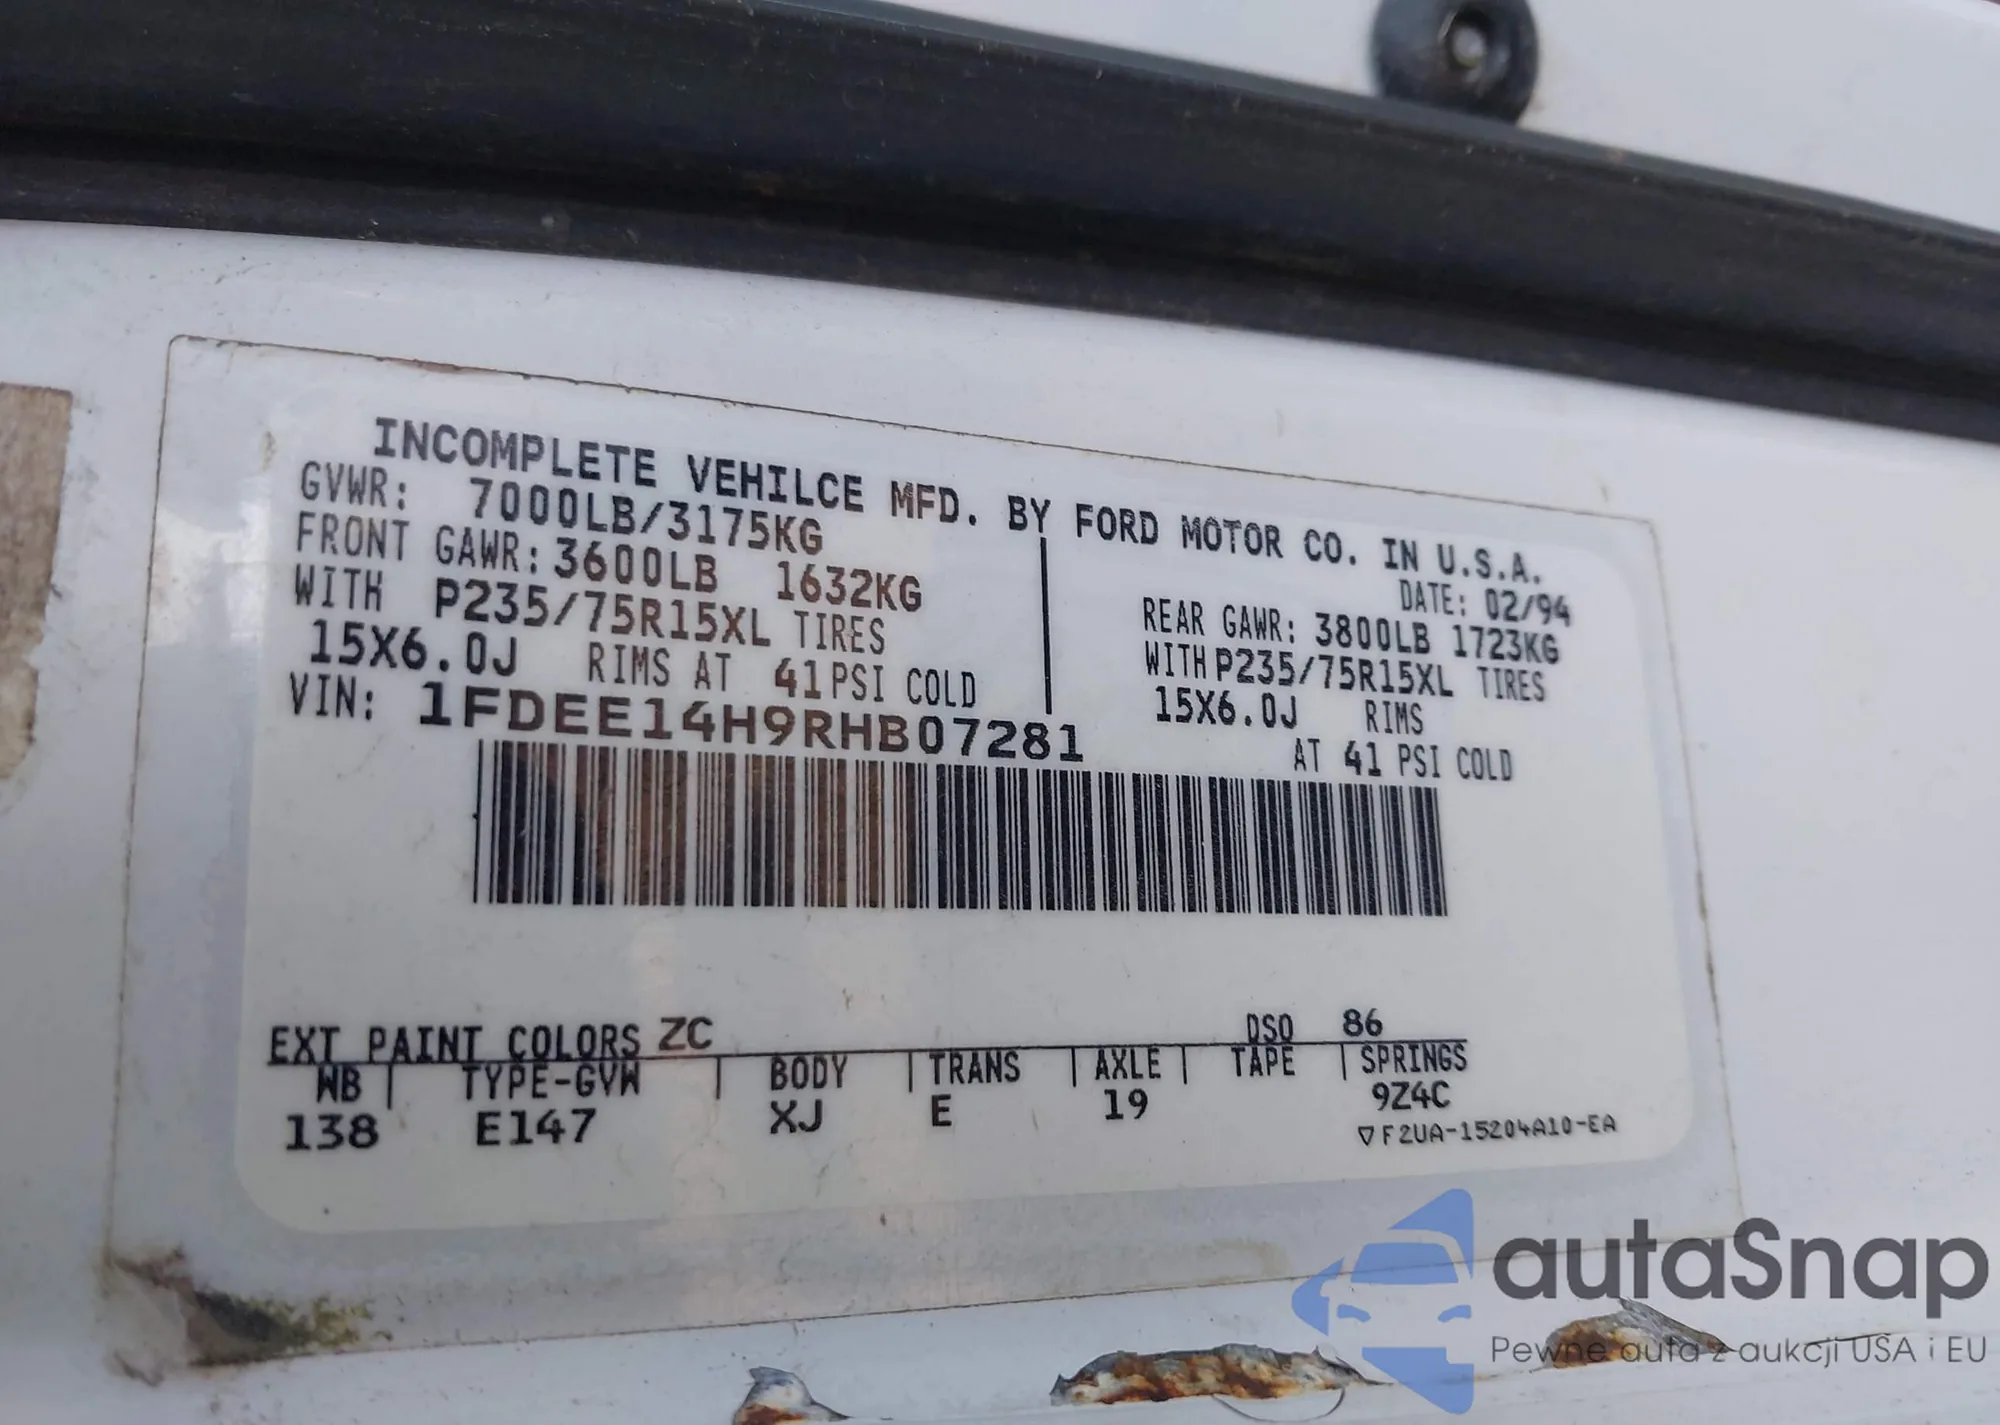 INCOMPLETE VEHILCE MFD. BY FORD MOTOR CO. IN U.S.A.
GVWR: 7000LB/3175KG
DATE: 02/94
FRONT GAWR: 3600LB 1632KG
REAR GAWR: 3800LB 1723KG
WITH P235/75R15XL TIRES
WITH P235/75R15XL TIRES
15X6.0J RIMS AT 41 PSI COLD
15X6.0J RIMS
AT 41 PSI COLD
VIN: 1FDEE14H9RHB07281
EXT PAINT COLORS ZC DSO 86
WB TYPE-GVW BODY TRANS AXLE TAPE SPRINGS
138 E147 XJ E 19 9Z4C
▽F2UA-15204A10-EA
autaSnap
Pewne auta z aukcji USA i EU